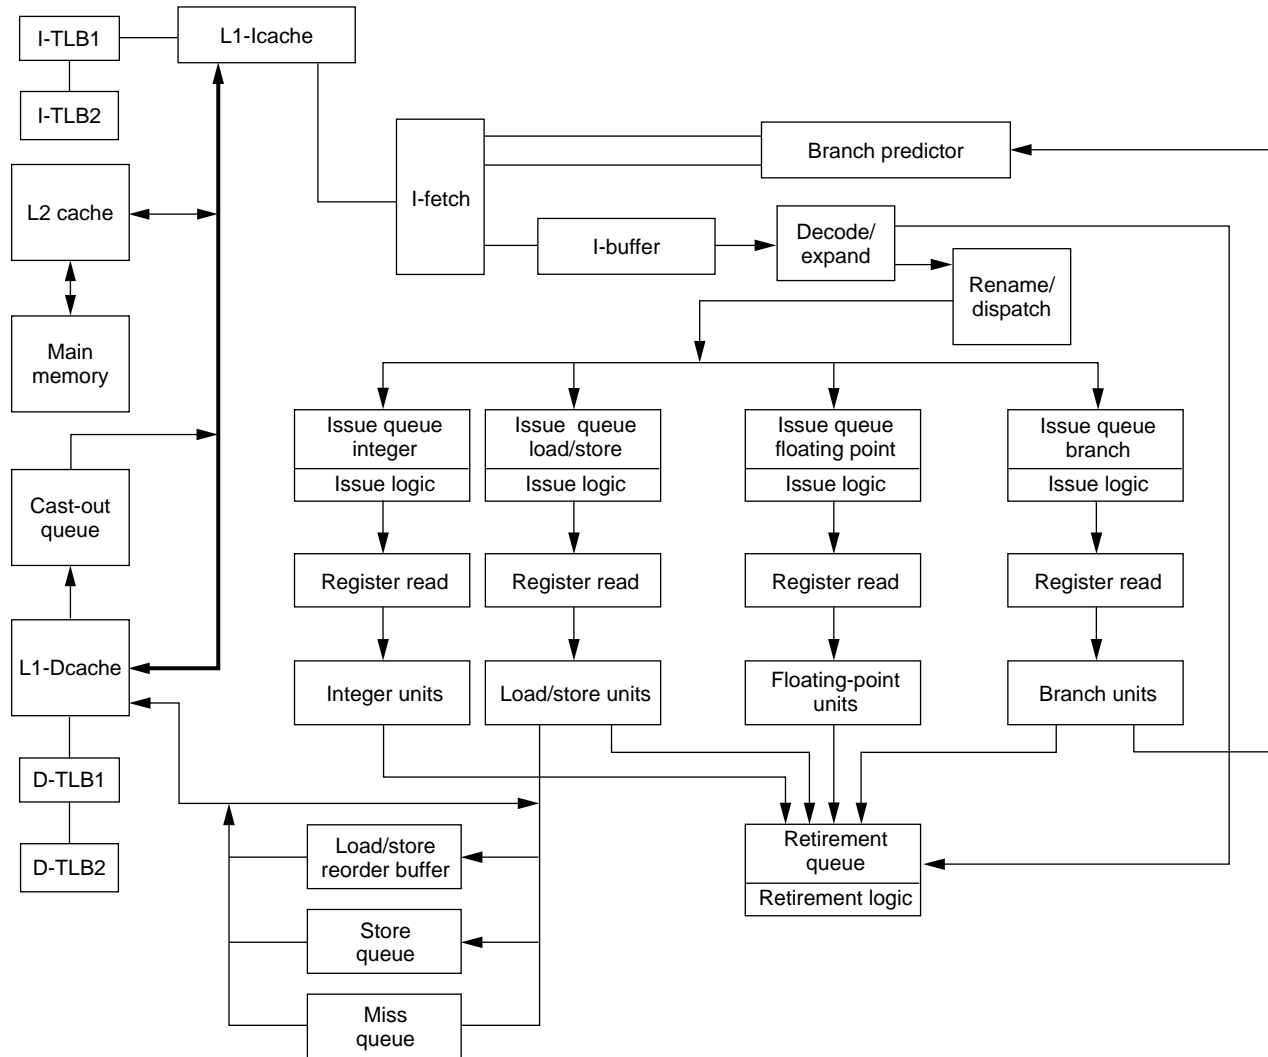 I-TLB1
L1-Icache
I-TLB2
Branch predictor
I-fetch
L2 cache
I-buffer
Decode/
expand
Rename/
dispatch
Main
memory
Issue queue
integer
Issue logic
Issue queue
load/store
Issue logic
Issue queue
floating point
Issue logic
Issue queue
branch
Issue logic
Cast-out
queue
Register read
Register read
Register read
Register read
L1-Dcache
Integer units
Load/store units
Floating-point
units
Branch units
D-TLB1
D-TLB2
Load/store
reorder buffer
Retirement
queue
Retirement logic
Store
queue
Miss
queue